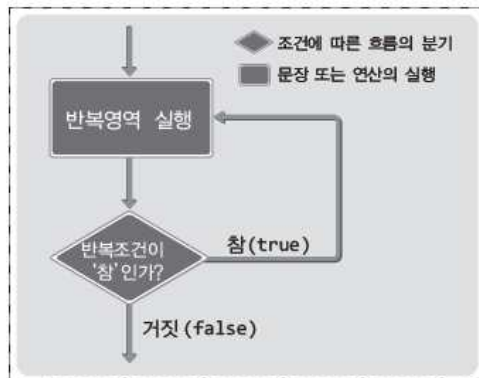 조건에 따른 흐름의 분기
문장 또는 연산의 실행
반복영역 실행
반복조건이
'참'인가?
참(true)
거짓(false)